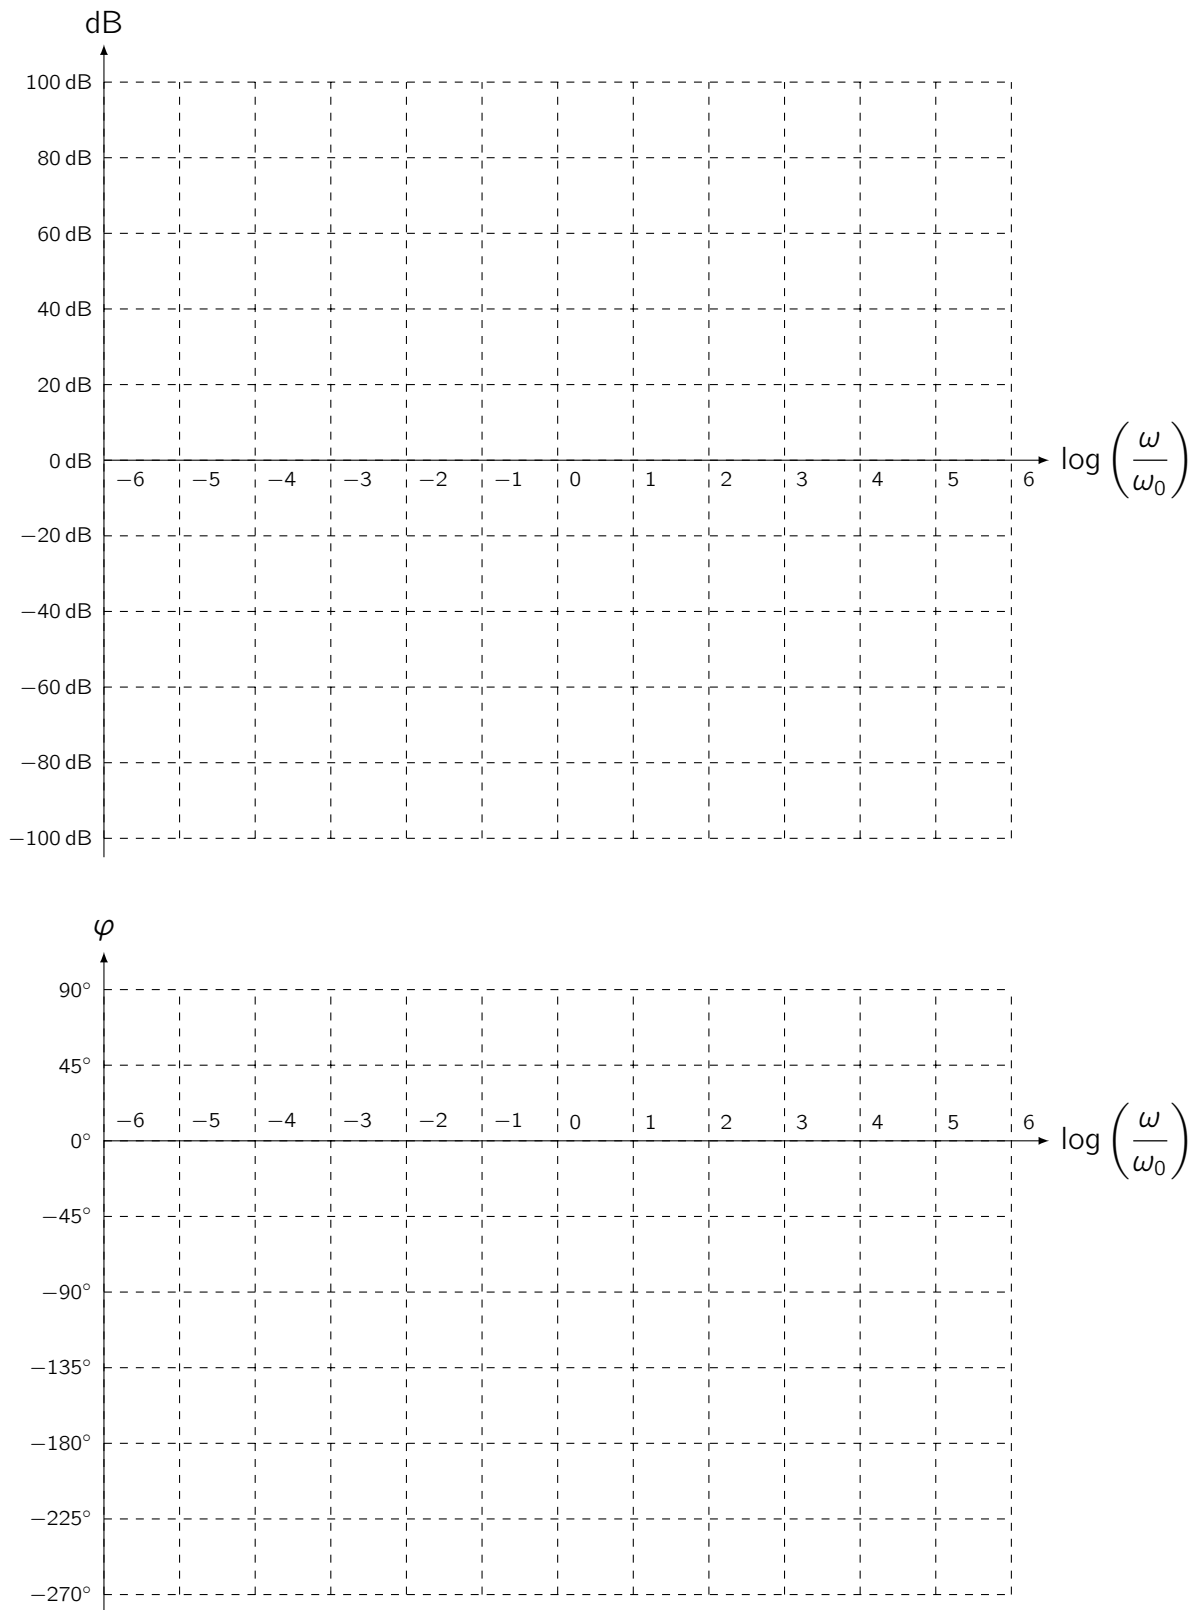 dB
100 dB
80 dB
60 dB
40 dB
20 dB
0 dB
−6 −5 −4 −3 −2 −1 0 1 2 3 4 5 6
log (ω/ω₀)
−20 dB
−40 dB
−60 dB
−80 dB
−100 dB
φ
90°
45°
−6 −5 −4 −3 −2 −1 0 1 2 3 4 5 6
0°
log (ω/ω₀)
−45°
−90°
−135°
−180°
−225°
−270°